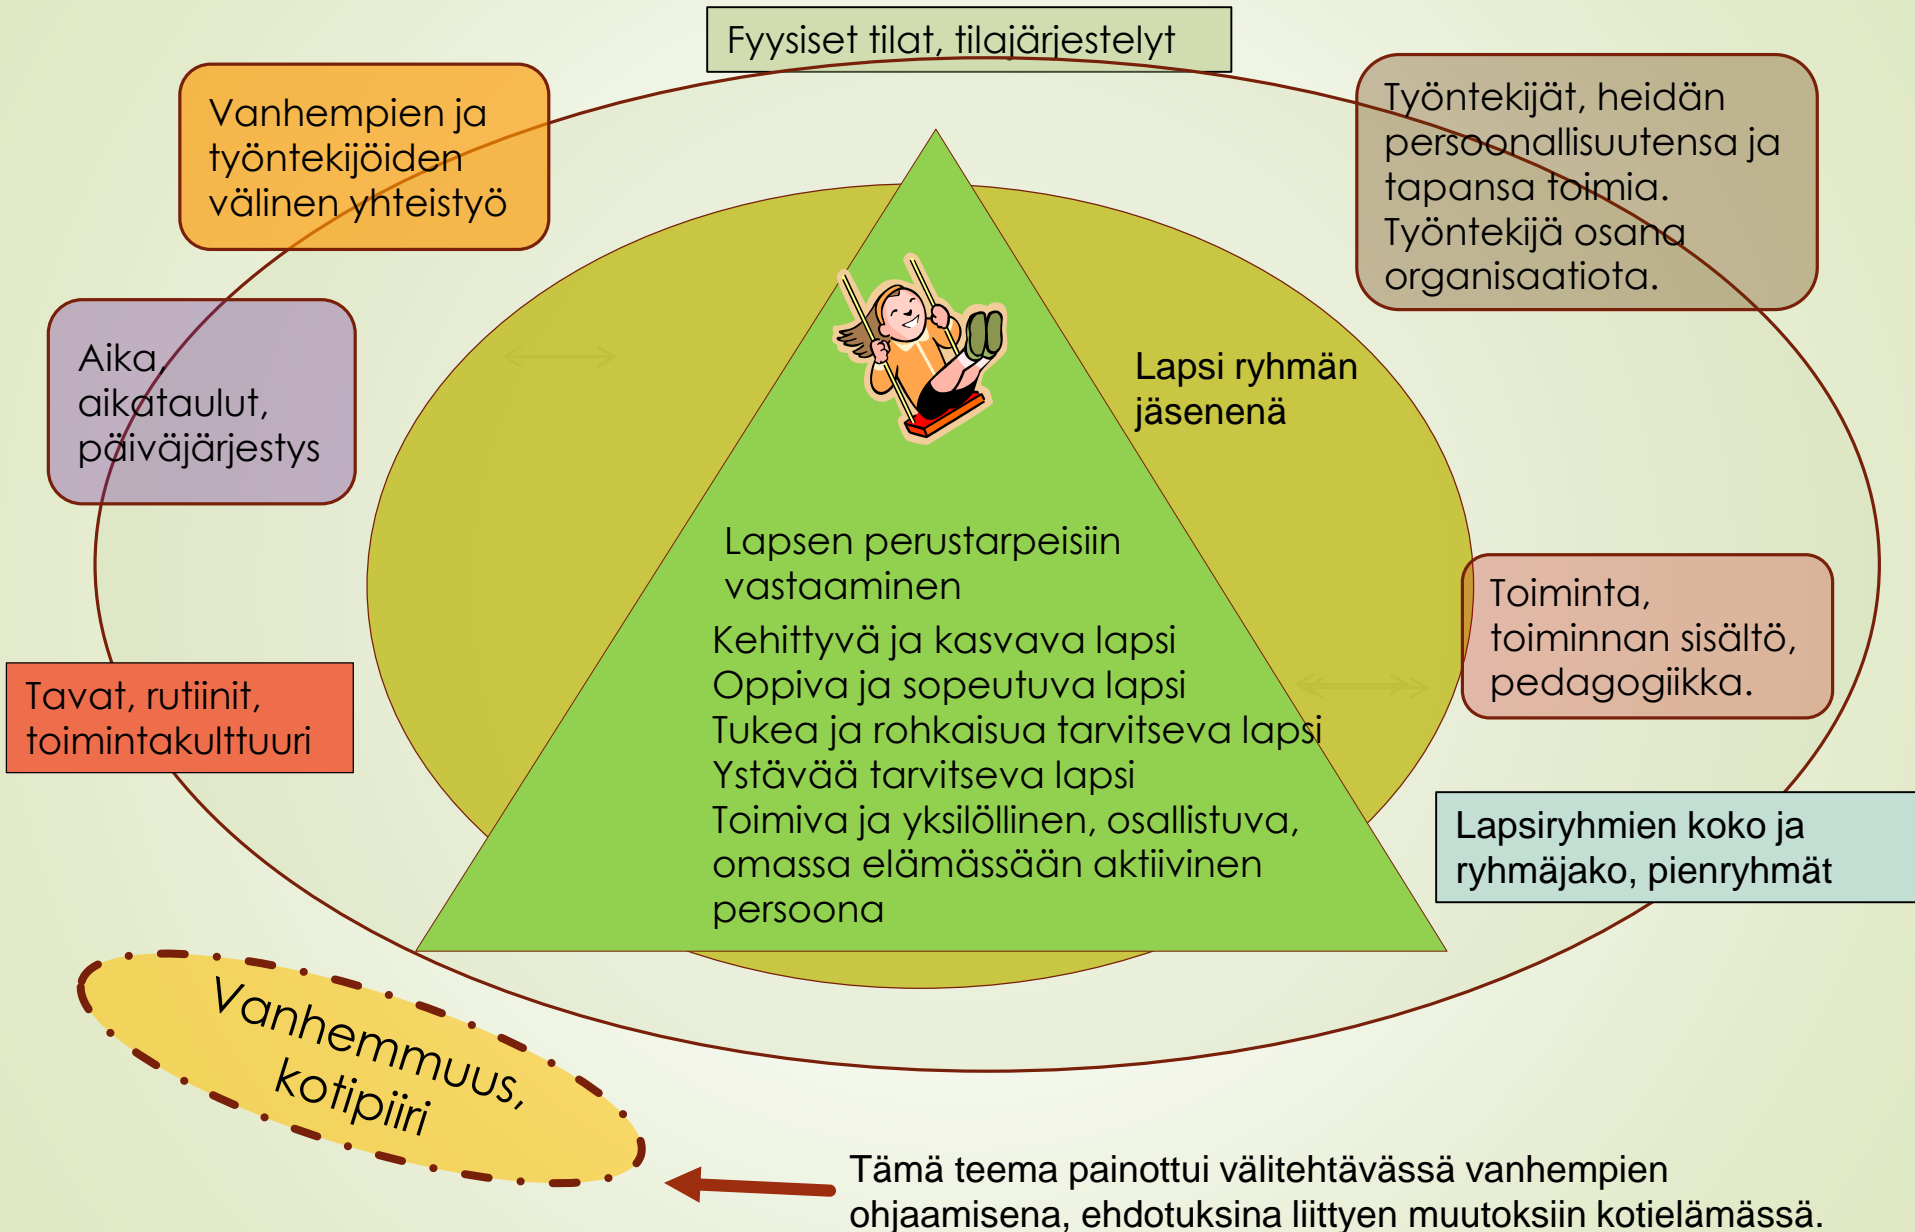 Fyysiset tilat, tilajärjestelyt
Vanhempien ja
työntekijöiden
välinen yhteistyö
Työntekijät, heidän
persoonallisuutensa ja
tapansa toimia.
Työntekijä osana
organisaatiota.
Aika,
aikataulut,
päiväjärjestys
Lapsi ryhmän
jäsenenä
Lapsen perustarpeisiin
vastaaminen
Kehittyvä ja kasvava lapsi
Oppiva ja sopeutuva lapsi
Tukea ja rohkaisua tarvitseva lapsi
Ystävää tarvitseva lapsi
Toimiva ja yksilöllinen, osallistuva,
omassa elämässään aktiivinen
persoona
Toiminta,
toiminnan sisältö,
pedagogiikka.
Tavat, rutiinit,
toimintakulttuuri
Lapsiryhmien koko ja
ryhmäjako, pienryhmät
Vanhemmuus,
kotipiiri
Tämä teema painottui välitehtävässä vanhempien
ohjaamisena, ehdotuksina liittyen muutoksiin kotielämässä.